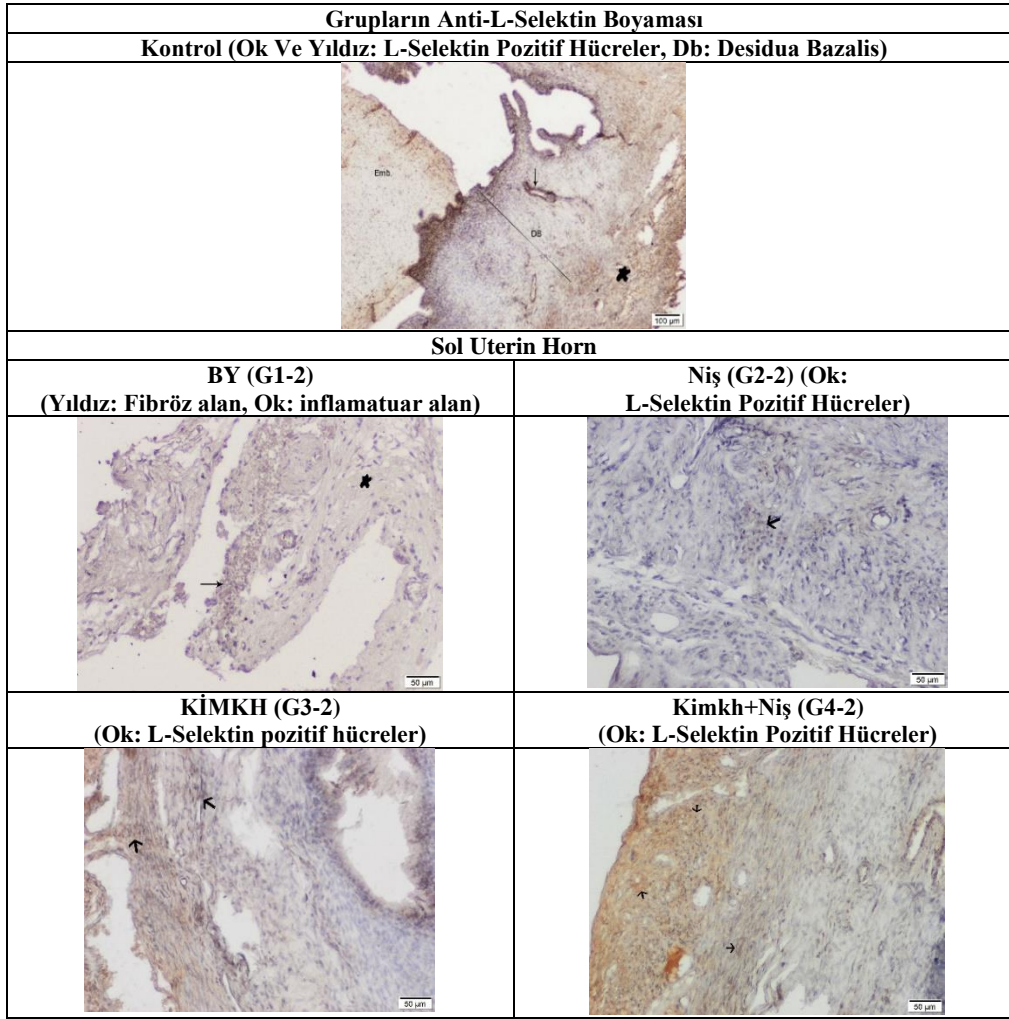 Grupların Anti-L-Selektin Boyaması
Kontrol (Ok Ve Yıldız: L-Selektin Pozitif Hücreler, Db: Desidua Bazalis)
Emb.
DB
100 µm
Sol Uterin Horn
BY (G1-2)
(Yıldız: Fibröz alan, Ok: inflamatuar alan)
50 µm
Niş (G2-2) (Ok:
L-Selektin Pozitif Hücreler)
50 µm
KİMKH (G3-2)
(Ok: L-Selektin pozitif hücreler)
50 µm
Kimkh+Niş (G4-2)
(Ok: L-Selektin Pozitif Hücreler)
50 µm